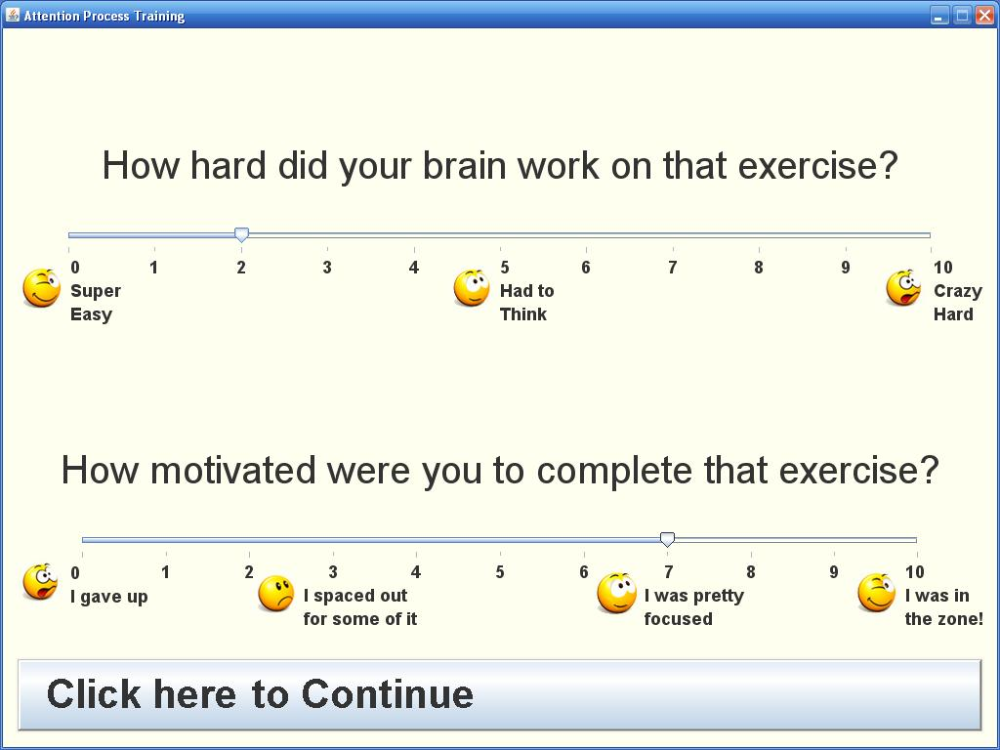 Attention Process Training
How hard did your brain work on that exercise?
0 1 2 3 4 5 6 7 8 9 10
Super Had to Crazy
Easy Think Hard
How motivated were you to complete that exercise?
0 1 2 3 4 5 6 7 8 9 10
I gave up I spaced out I was pretty I was in
for some of it focused the zone!
Click here to Continue